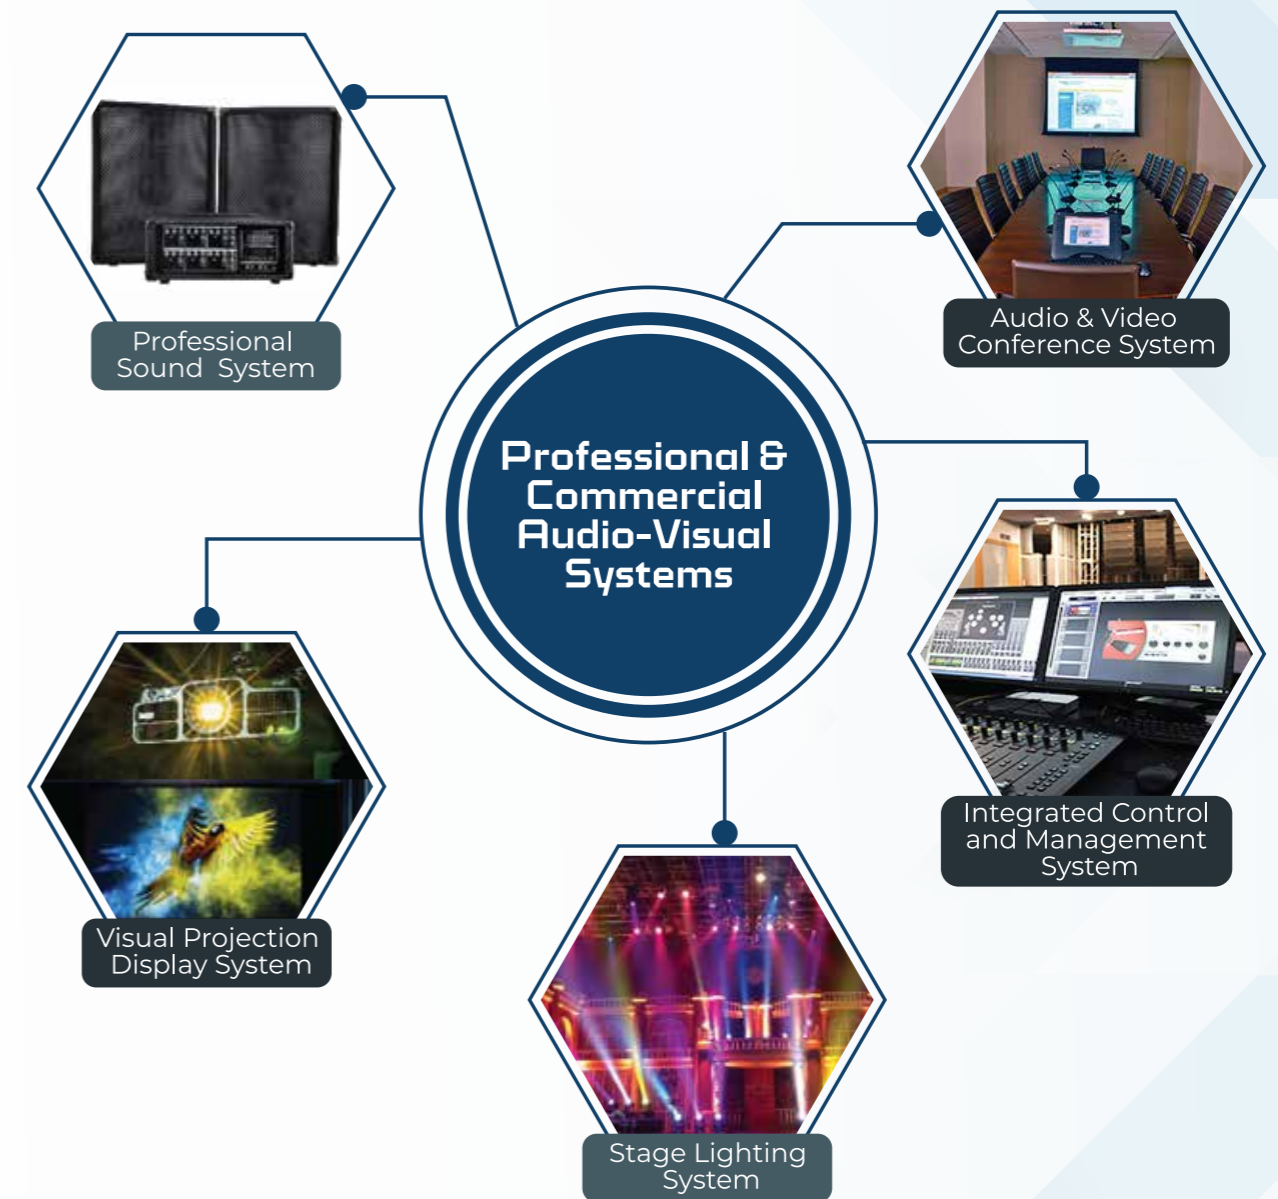 Professional
Sound System
Audio & Video
Conference System
Professional &
Commercial
Audio-Visual
Systems
Integrated Control
and Management
System
Visual Projection
Display System
Stage Lighting
System